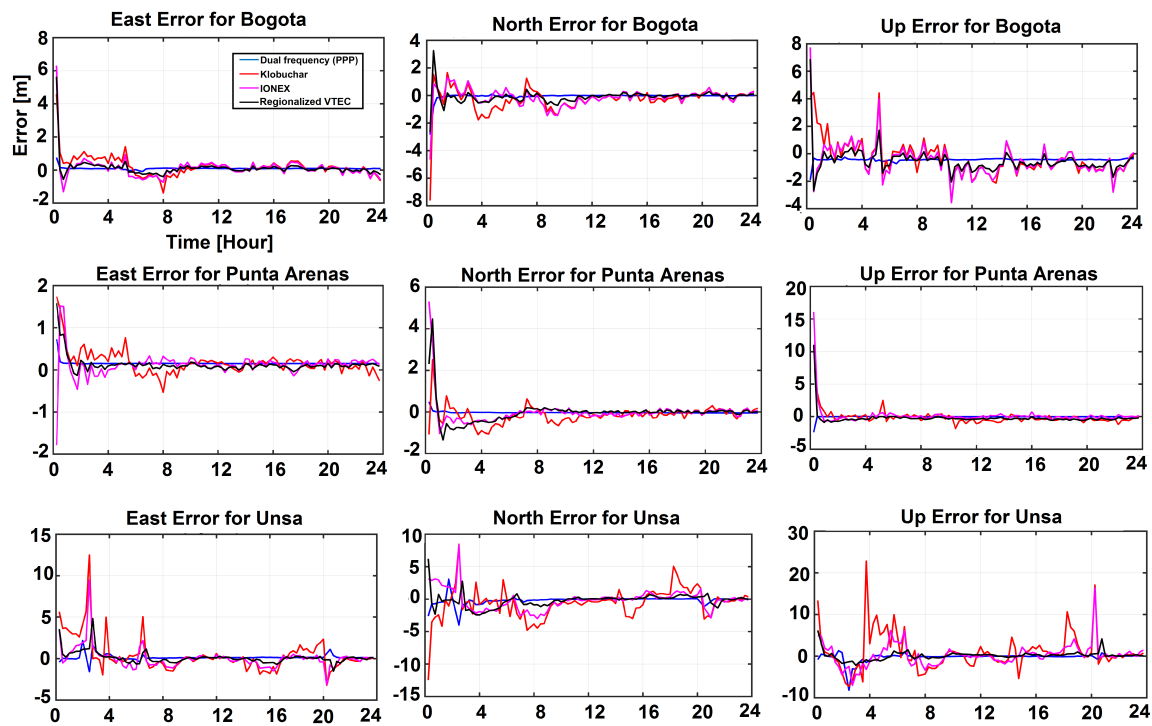 East Error for Bogota
North Error for Bogota
Up Error for Bogota
8
6
4
2
0
-2
Error [m]
Dual frequency (PPP)
Klobuchar
IONEX
Regionalized VTEC
0 4 8 12 16 20 24
Time [Hour]
4
2
0
-2
-4
-6
-8
0 4 8 12 16 20 24
8
6
4
2
0
-2
-4
0 4 8 12 16 20 24
East Error for Punta Arenas
North Error for Punta Arenas
Up Error for Punta Arenas
2
1
0
-1
-2
0 4 8 12 16 20 24
6
4
2
0
-2
0 4 8 12 16 20 24
20
15
10
5
0
-5
0 4 8 12 16 20 24
East Error for Unsa
North Error for Unsa
Up Error for Unsa
15
10
5
0
-5
0 4 8 12 16 20 24
10
5
0
-5
-10
-15
0 4 8 12 16 20 24
30
20
10
0
-10
0 4 8 12 16 20 24